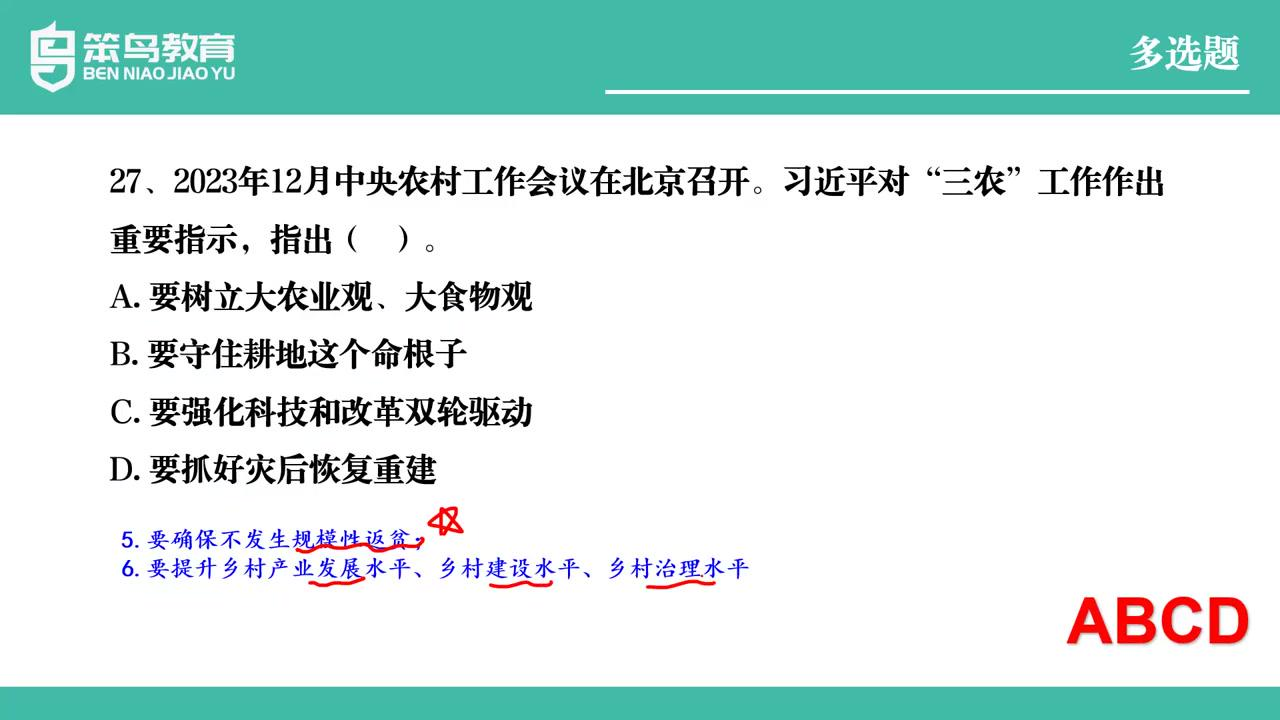 笨鸟教育
BEN NIAO JIAO YU
多选题
27、2023年12月中央农村工作会议在北京召开。习近平对“三农”工作作出
重要指示，指出（　）。
A. 要树立大农业观、大食物观
B. 要守住耕地这个命根子
C. 要强化科技和改革双轮驱动
D. 要抓好灾后恢复重建
5. 要确保不发生规模性返贫；
6. 要提升乡村产业发展水平、乡村建设水平、乡村治理水平
ABCD